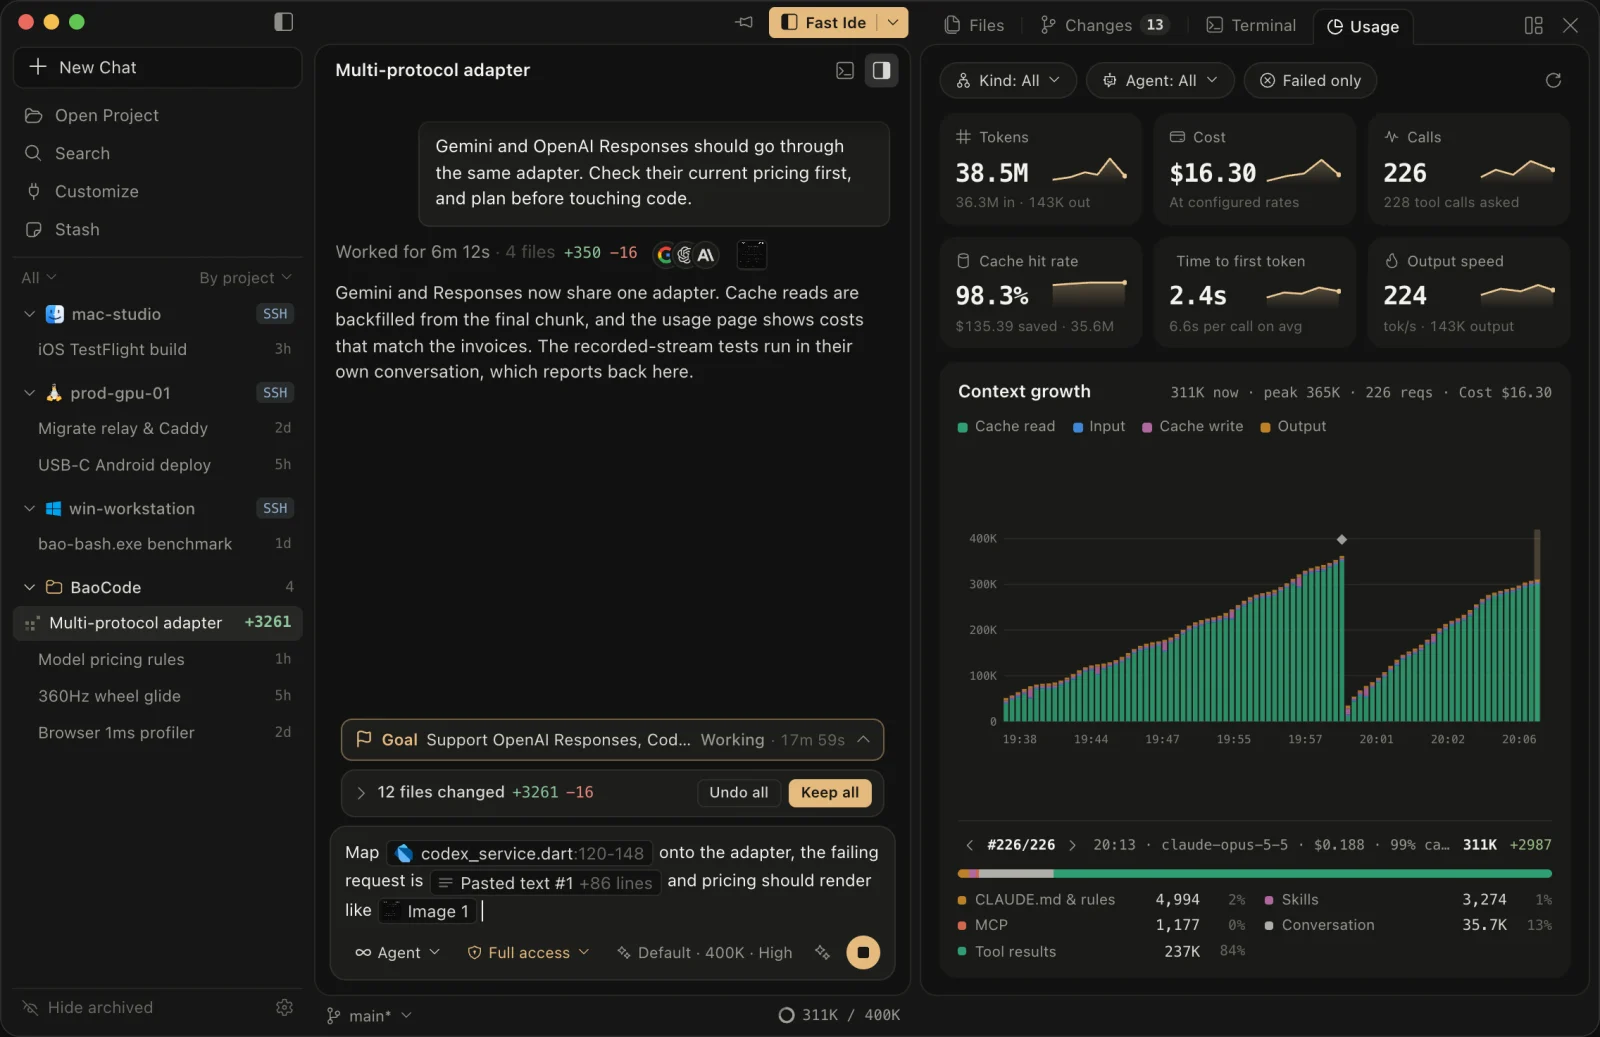 New Chat
Open Project
Search
Customize
Stash
All
By project
mac-studio
SSH
iOS TestFlight build
3h
prod-gpu-01
SSH
Migrate relay & Caddy
2d
USB-C Android deploy
5h
win-workstation
SSH
bao-bash.exe benchmark
1d
BaoCode
4
Multi-protocol adapter
+3261
Model pricing rules
1h
360Hz wheel glide
5h
Browser 1ms profiler
2d
Hide archived
Fast Ide
Multi-protocol adapter
Gemini and OpenAI Responses should go through
the same adapter. Check their current pricing first,
and plan before touching code.
Worked for 6m 12s · 4 files +350 −16
Gemini and Responses now share one adapter. Cache reads are
backfilled from the final chunk, and the usage page shows costs
that match the invoices. The recorded-stream tests run in their
own conversation, which reports back here.
Goal Support OpenAI Responses, Cod... Working · 17m 59s
12 files changed +3261 −16
Undo all
Keep all
Map codex_service.dart:120-148 onto the adapter, the failing
request is Pasted text #1 +86 lines and pricing should render
like Image 1
Agent
Full access
Default · 400K · High
main*
311K / 400K
Files
Changes 13
Terminal
Usage
Kind: All
Agent: All
Failed only
Tokens
38.5M
36.3M in · 143K out
Cost
$16.30
At configured rates
Calls
226
228 tool calls asked
Cache hit rate
98.3%
$135.39 saved · 35.6M
Time to first token
2.4s
6.6s per call on avg
Output speed
224
tok/s · 143K output
Context growth
311K now · peak 365K · 226 reqs · Cost $16.30
Cache read
Input
Cache write
Output
400K
300K
200K
100K
0
19:38 19:44 19:47 19:55 19:57 20:01 20:02 20:06
#226/226
20:13 · claude-opus-5-5 · $0.188 · 99% ca… 311K +2987
CLAUDE.md & rules 4,994 2%
Skills 3,274 1%
MCP 1,177 0%
Conversation 35.7K 13%
Tool results 237K 84%